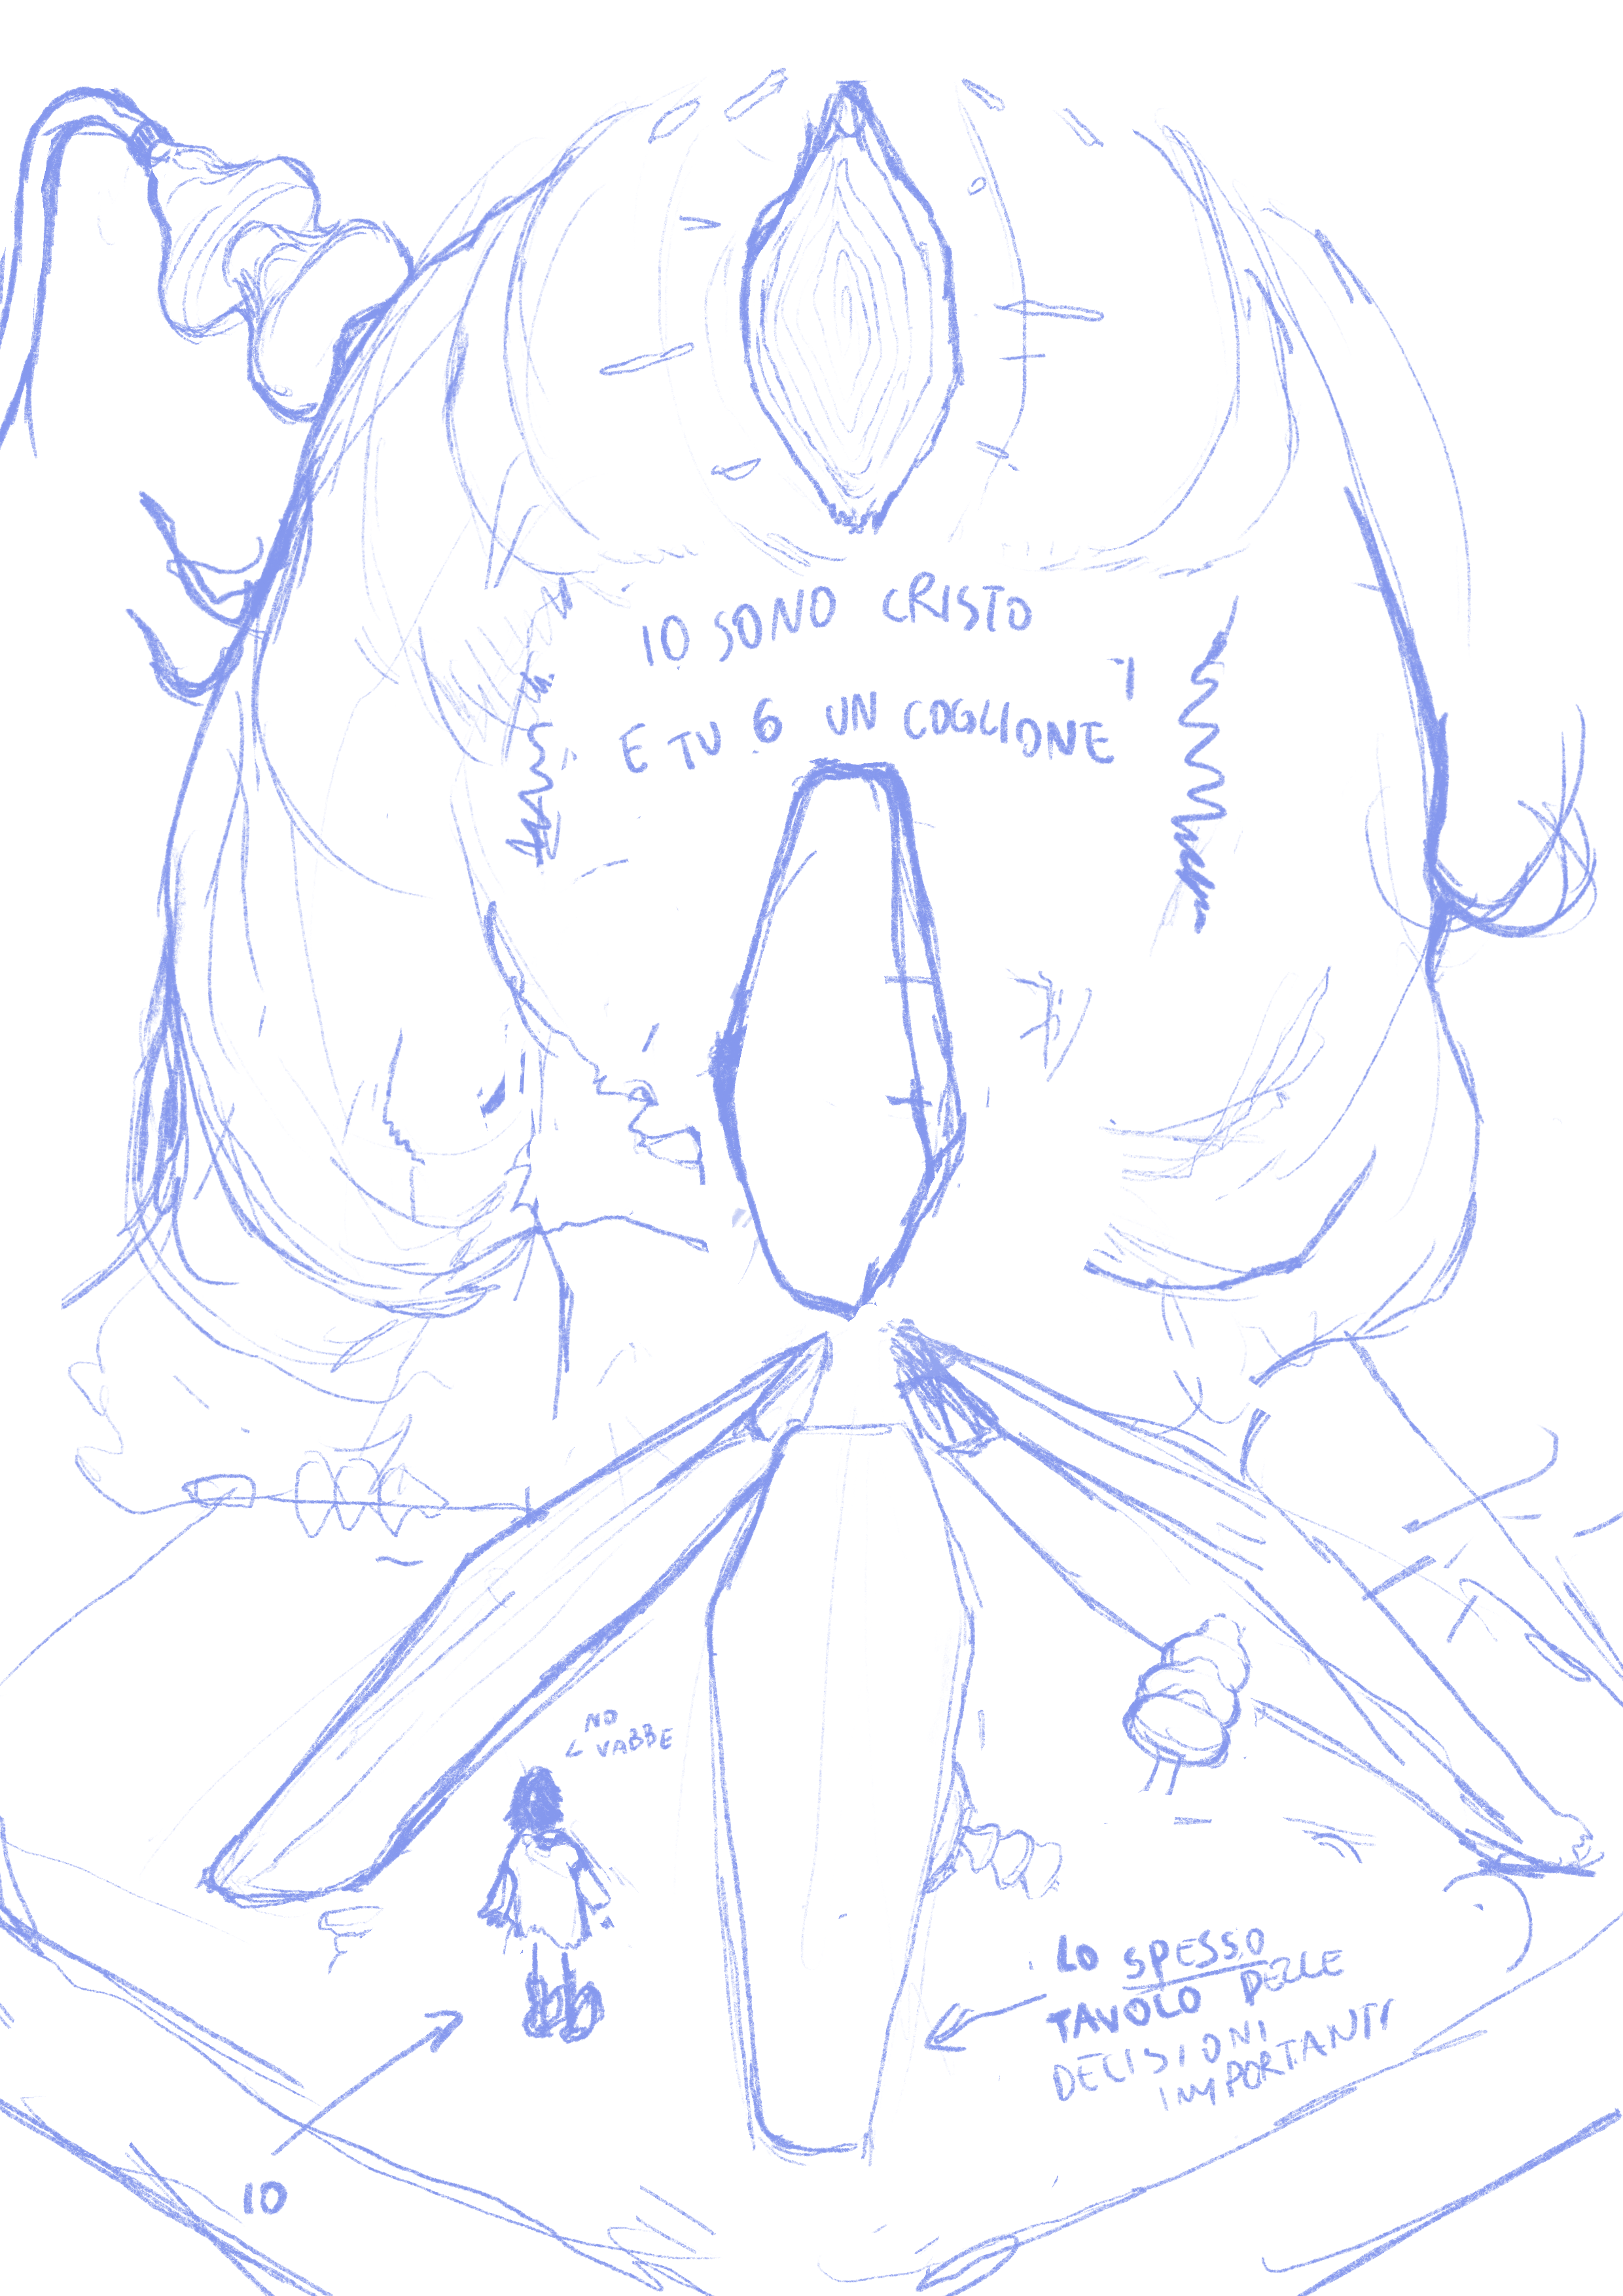 IO SONO CRISTO
E TU 6 UN COGLIONE
NO
< VABBE
LO SPESSO
TAVOLO DELLE
DECISIONI
IMPORTANTI
IO